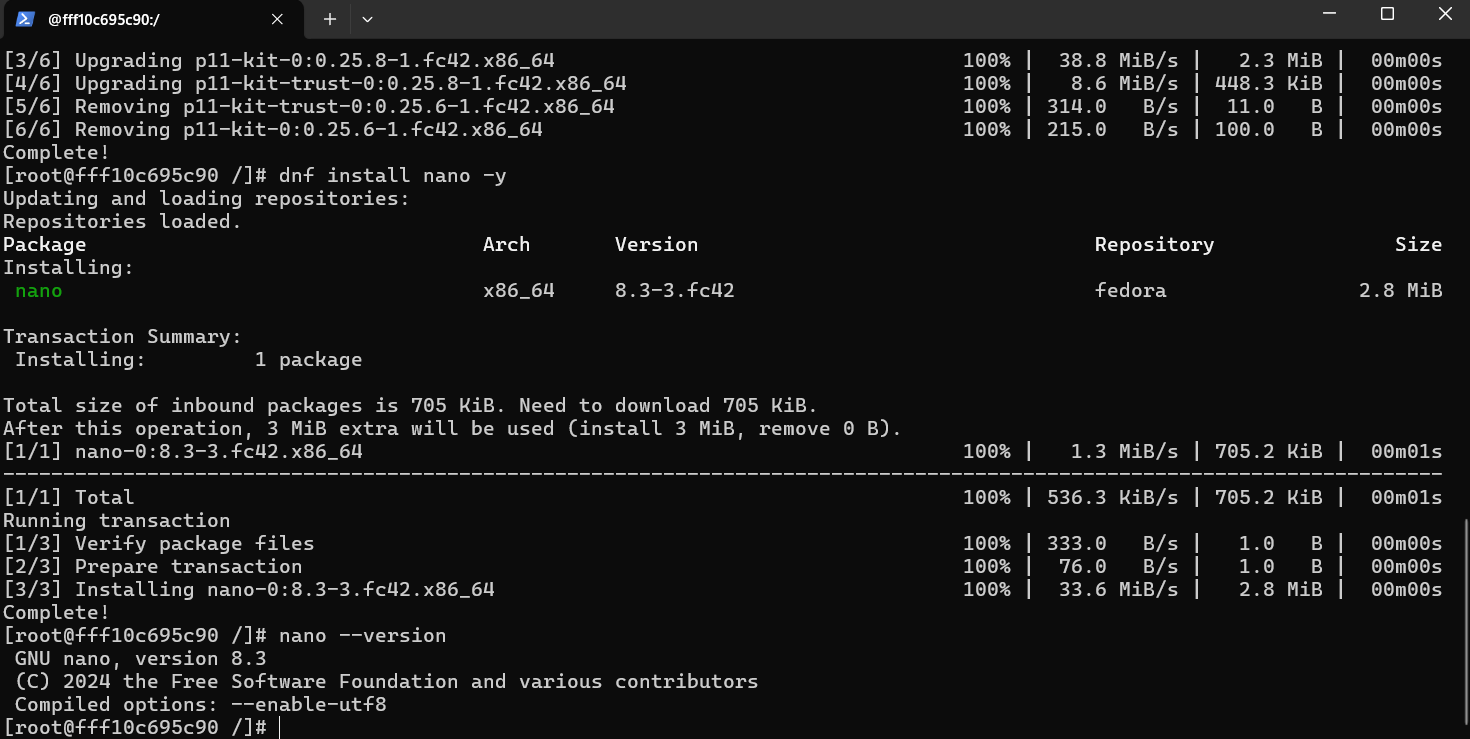 @fff10c695c90:/
[3/6] Upgrading p11-kit-0:0.25.8-1.fc42.x86_64 100% | 38.8 MiB/s | 2.3 MiB | 00m00s
[4/6] Upgrading p11-kit-trust-0:0.25.8-1.fc42.x86_64 100% | 8.6 MiB/s | 448.3 KiB | 00m00s
[5/6] Removing p11-kit-trust-0:0.25.6-1.fc42.x86_64 100% | 314.0 B/s | 11.0 B | 00m00s
[6/6] Removing p11-kit-0:0.25.6-1.fc42.x86_64 100% | 215.0 B/s | 100.0 B | 00m00s
Complete!
[root@fff10c695c90 /]# dnf install nano -y
Updating and loading repositories:
Repositories loaded.
Package Arch Version Repository Size
Installing:
nano x86_64 8.3-3.fc42 fedora 2.8 MiB
Transaction Summary:
Installing: 1 package
Total size of inbound packages is 705 KiB. Need to download 705 KiB.
After this operation, 3 MiB extra will be used (install 3 MiB, remove 0 B).
[1/1] nano-0:8.3-3.fc42.x86_64 100% | 1.3 MiB/s | 705.2 KiB | 00m01s
------------------------------------------------------------------------------------------------------------------------
[1/1] Total 100% | 536.3 KiB/s | 705.2 KiB | 00m01s
Running transaction
[1/3] Verify package files 100% | 333.0 B/s | 1.0 B | 00m00s
[2/3] Prepare transaction 100% | 76.0 B/s | 1.0 B | 00m00s
[3/3] Installing nano-0:8.3-3.fc42.x86_64 100% | 33.6 MiB/s | 2.8 MiB | 00m00s
Complete!
[root@fff10c695c90 /]# nano --version
GNU nano, version 8.3
(C) 2024 the Free Software Foundation and various contributors
Compiled options: --enable-utf8
[root@fff10c695c90 /]#